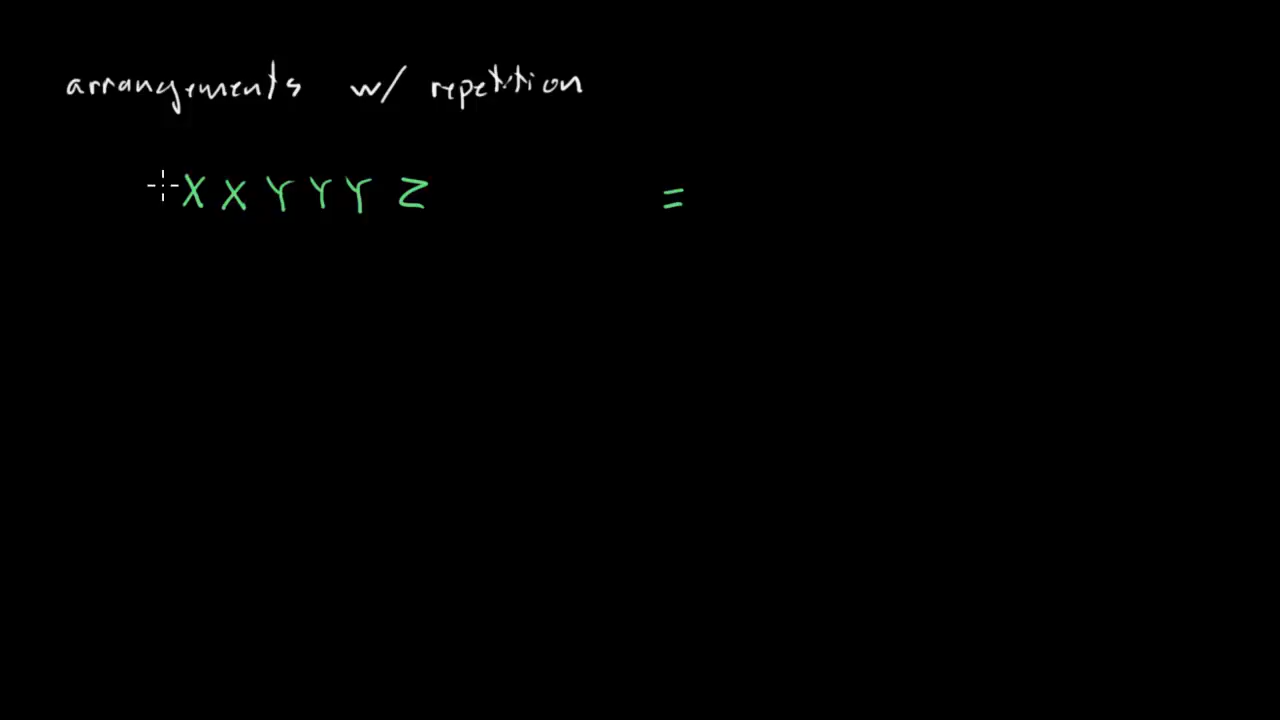 arrangements w/ repetition
X X Y Y Y Z =